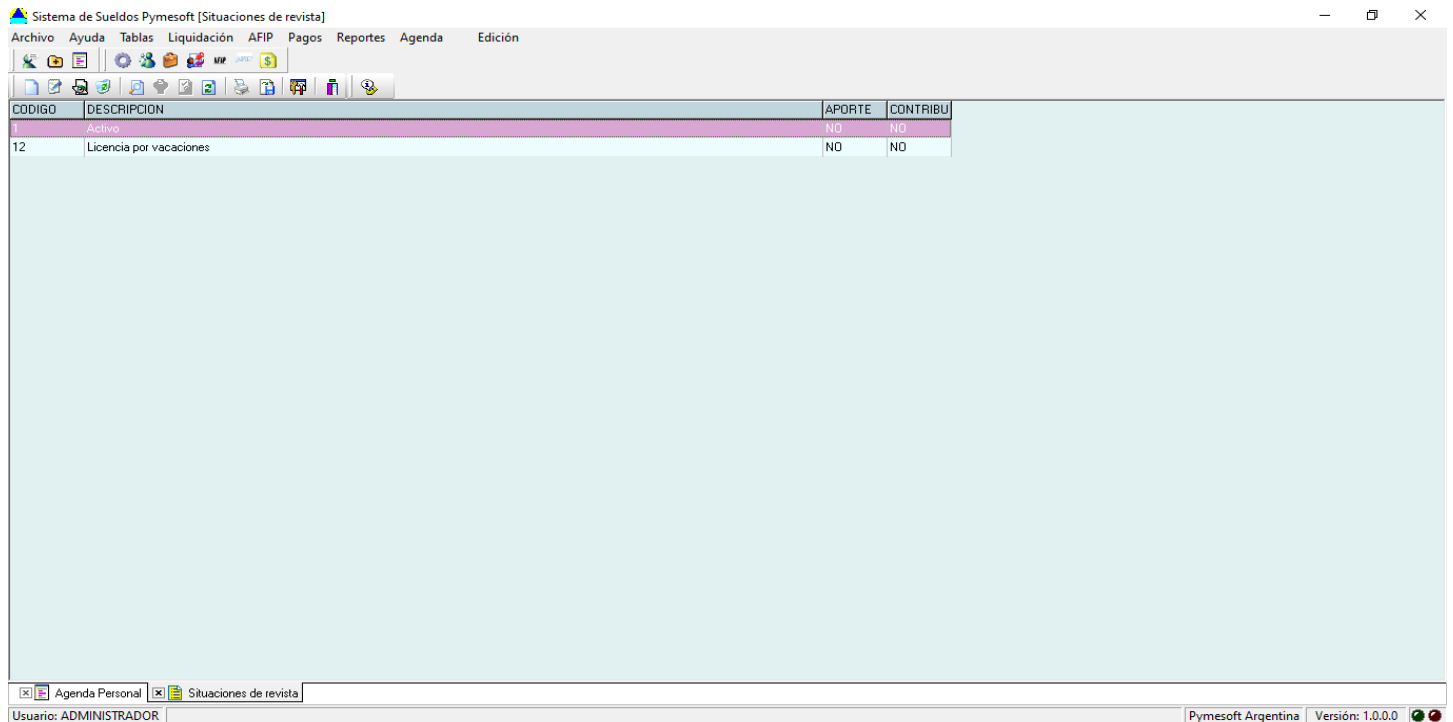 Sistema de Sueldos Pymesoft [Situaciones de revista]
Archivo Ayuda Tablas Liquidación AFIP Pagos Reportes Agenda Edición
CODIGO DESCRIPCION APORTE CONTRIBU
1 Activo NO NO
12 Licencia por vacaciones NO NO
Agenda Personal Situaciones de revista
Usuario: ADMINISTRADOR Pymesoft Argentina Versión: 1.0.0.0